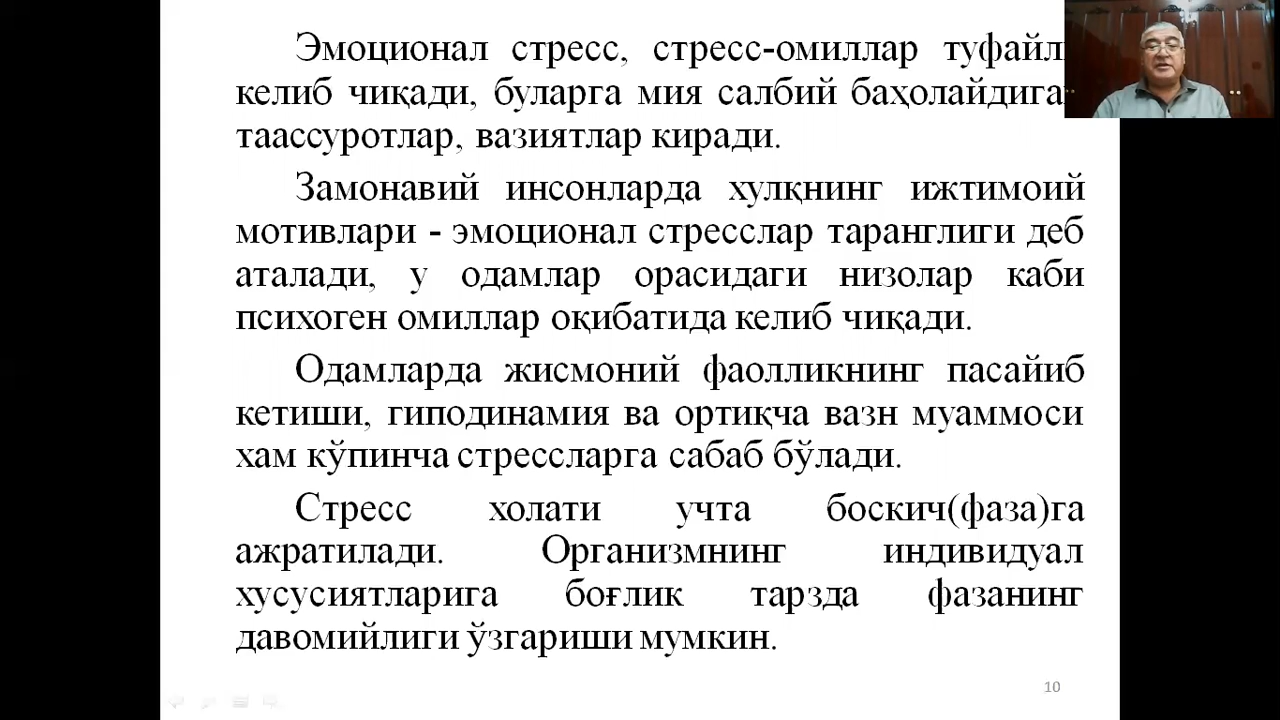 Эмоционал стресс, стресс-омиллар туфайл
келиб чиқади, буларга мия салбий баҳолайдига
таассуротлар, вазиятлар киради.
Замонавий инсонларда хулқнинг ижтимоий
мотивлари - эмоционал стресслар таранглиги деб
аталади, у одамлар орасидаги низолар каби
психоген омиллар оқибатида келиб чиқади.
Одамларда жисмоний фаолликнинг пасайиб
кетиши, гиподинамия ва ортиқча вазн муаммоси
хам кўпинча стрессларга сабаб бўлади.
Стресс холати учта боскич(фаза)га
ажратилади. Организмнинг индивидуал
хусусиятларига боғлик тарзда фазанинг
давомийлиги ўзгариши мумкин.
10